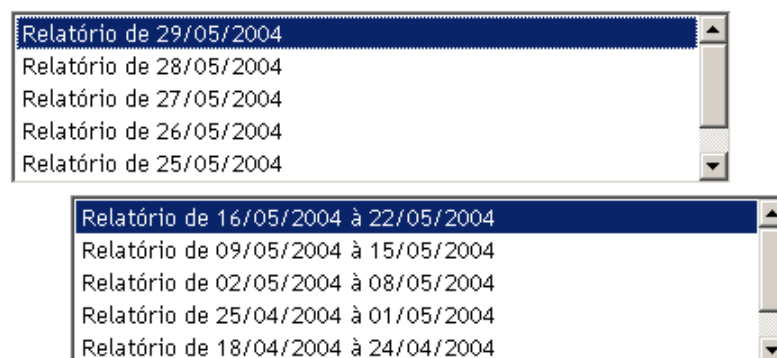 Relatório de 29/05/2004
Relatório de 28/05/2004
Relatório de 27/05/2004
Relatório de 26/05/2004
Relatório de 25/05/2004
Relatório de 16/05/2004 à 22/05/2004
Relatório de 09/05/2004 à 15/05/2004
Relatório de 02/05/2004 à 08/05/2004
Relatório de 25/04/2004 à 01/05/2004
Relatório de 18/04/2004 à 24/04/2004